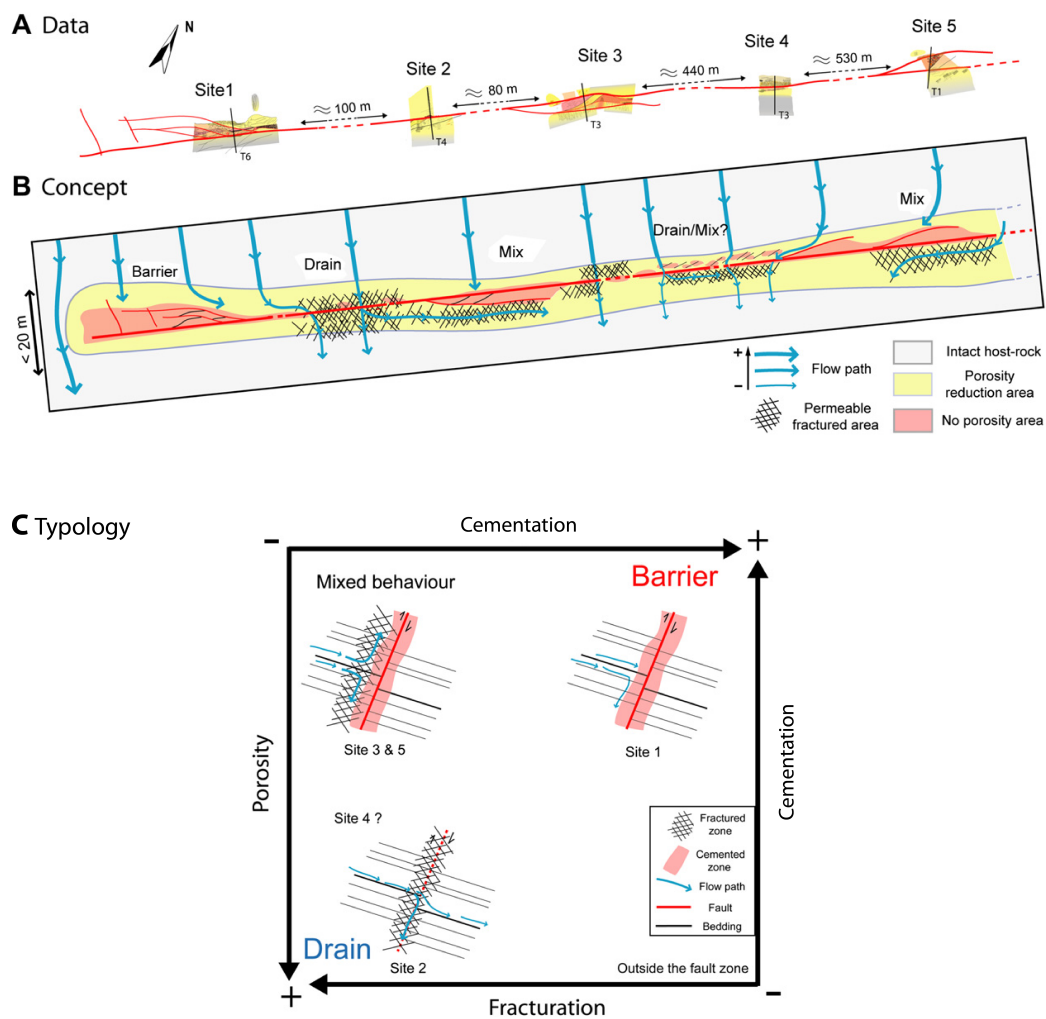 A Data
N
Site1
Site 2
Site 3
Site 4
Site 5
≈ 100 m
≈ 80 m
≈ 440 m
≈ 530 m
T6
T4
T3
T3
T1
B Concept
Barrier
Drain
Mix
Drain/Mix?
Mix
< 20 m
+
−
Flow path
Permeable
fractured area
Intact host-rock
Porosity
reduction area
No porosity area
C Typology
Cementation
−
+
Mixed behaviour
Barrier
Site 3 & 5
Site 1
Porosity
Cementation
Site 4 ?
Drain
Site 2
Fractured
zone
Cemented
zone
Flow path
Fault
Bedding
Outside the fault zone
+
−
Fracturation